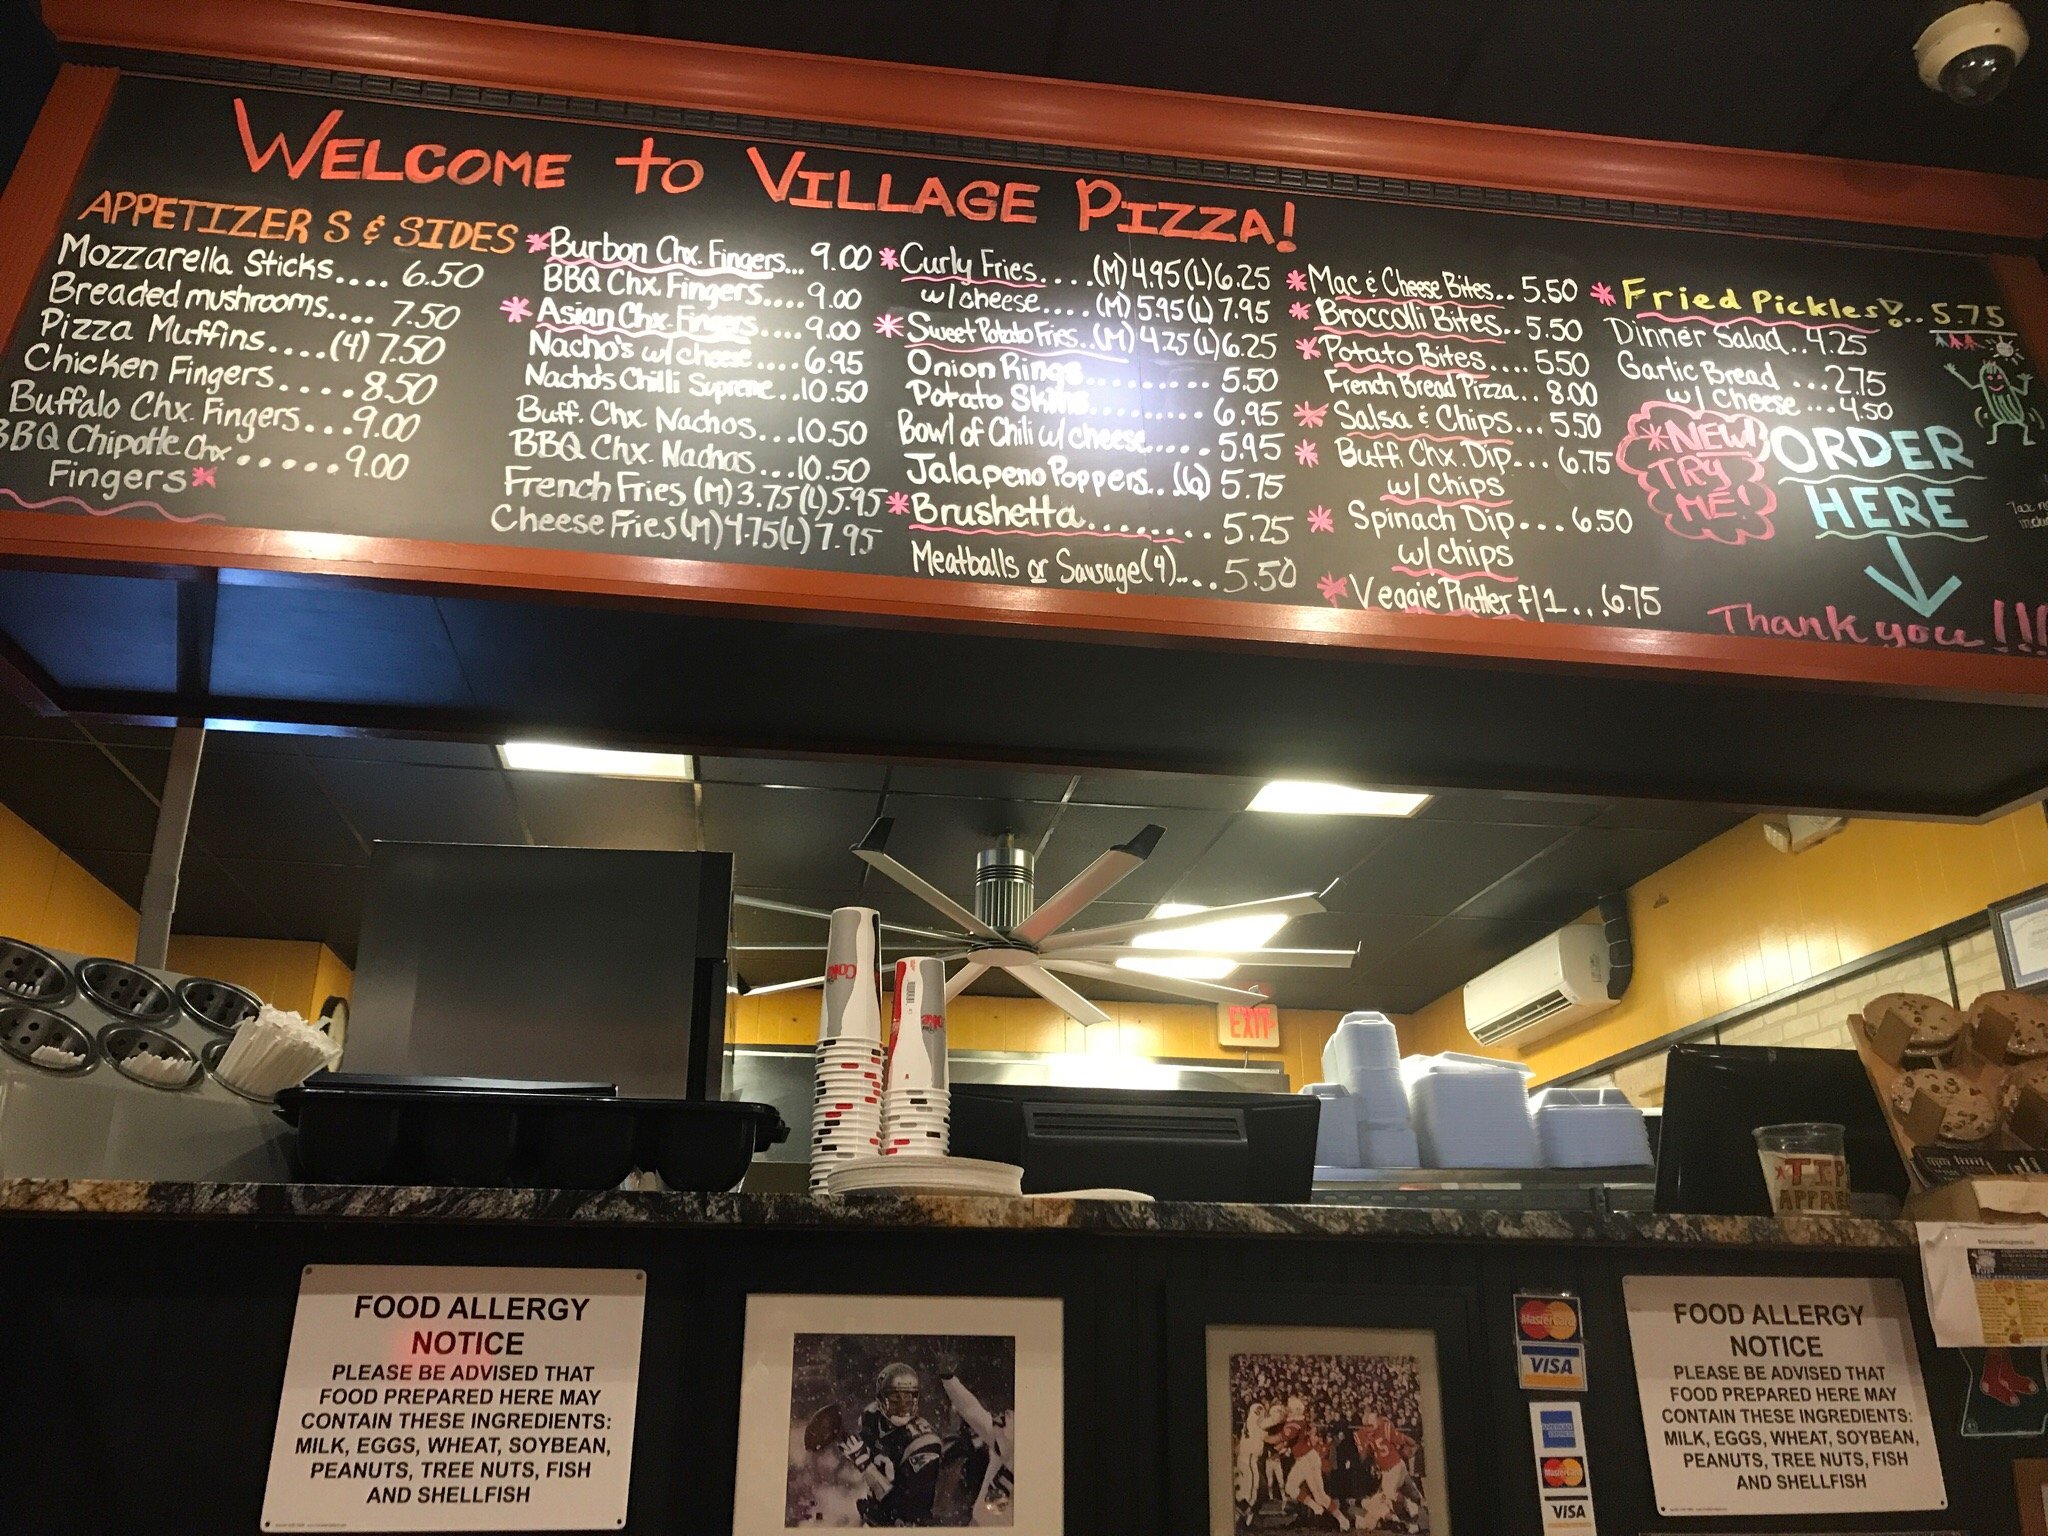 WELCOME TO VILLAGE PIZZA!
APPETIZERS & SIDES
Mozzarella Sticks.... 6.50
Breaded mushrooms.... 7.50
Pizza Muffins....(4) 7.50
Chicken Fingers.... 8.50
Buffalo Chx. Fingers...9.00
BBQ Chipotle Chx......9.00
Fingers*
*Burbon Chx. Fingers... 9.00
BBQ Chx. Fingers....9.00
*Asian Chx. Fingers....9.00
Nacho's w/ cheese....6.95
Nachos Chilli Supreme..10.50
Buff. Chx Nachos...10.50
BBQ Chx. Nachos...10.50
French Fries (M) 3.75 (L) 5.95
Cheese Fries (M) 4.75 (L) 7.95
*Curly Fries....(M) 4.95 (L) 6.25
w/ cheese....(M) 5.95 (L) 7.95
*Sweet Potato Fries..(M) 4.25 (L) 6.25
Onion Rings......... 5.50
Potato Skins......... 6.95
Bowl of Chili w/ cheese.... 5.95
Jalapeno Poppers..(6) 5.75
*Brushetta....... 5.25
Meatballs or Sausage (4)....5.50
*Mac & Cheese Bites.. 5.50
*Broccolli Bites..5.50
*Potato Bites.... 5.50
French Bread Pizza.. 8.00
*Salsa & Chips... 5.50
*Buff. Chx. Dip... 6.75
w/ Chips
*Spinach Dip...6.50
w/ chips
*Veggie Platter f/1...6.75
*Fried Pickles!..5.75
Dinner Salad..4.25
Garlic Bread ...2.75
w/ cheese...4.50
*NEW!
TRY
ME!
ORDER
HERE
Thank you!!!
Coke
EXIT
TIP
APPRE
FOOD ALLERGY
NOTICE
PLEASE BE ADVISED THAT
FOOD PREPARED HERE MAY
CONTAIN THESE INGREDIENTS:
MILK, EGGS, WHEAT, SOYBEAN,
PEANUTS, TREE NUTS, FISH
AND SHELLFISH
MasterCard
VISA
AMERICAN EXPRESS
MasterCard
VISA
FOOD ALLERGY
NOTICE
PLEASE BE ADVISED THAT
FOOD PREPARED HERE MAY
CONTAIN THESE INGREDIENTS:
MILK, EGGS, WHEAT, SOYBEAN,
PEANUTS, TREE NUTS, FISH
AND SHELLFISH